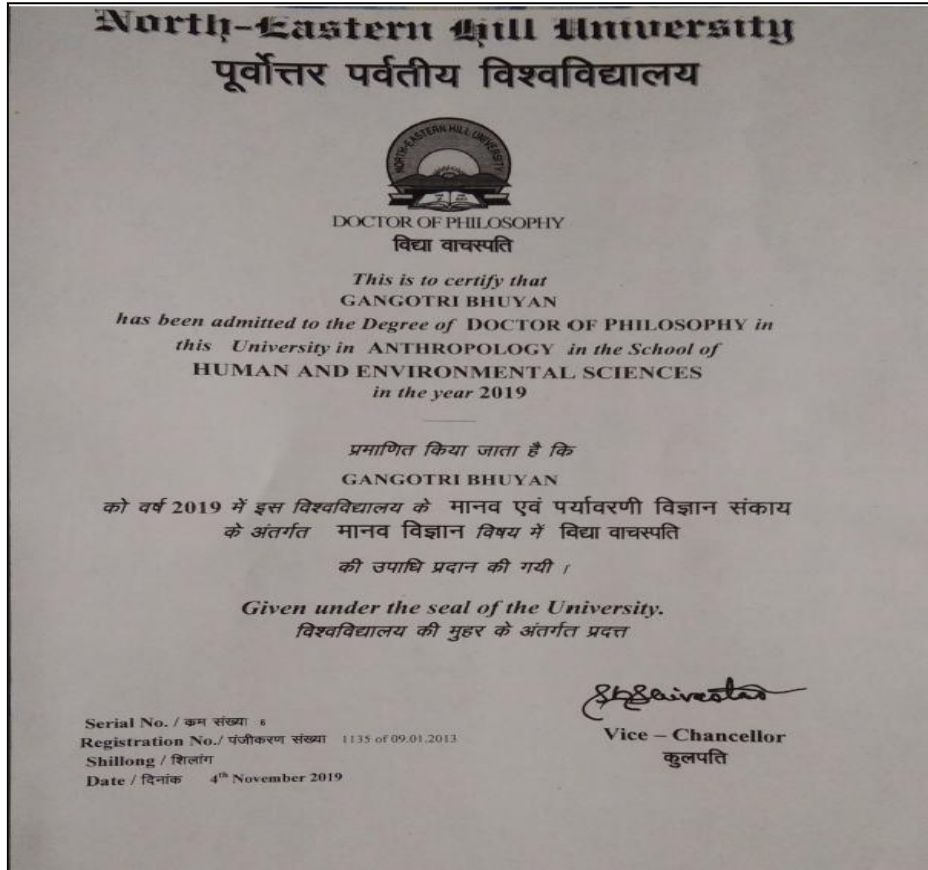 North-Eastern Hill University
पूर्वोत्तर पर्वतीय विश्वविद्यालय
NORTH-EASTERN HILL UNIVERSITY
DOCTOR OF PHILOSOPHY
विद्या वाचस्पति
This is to certify that
GANGOTRI BHUYAN
has been admitted to the Degree of DOCTOR OF PHILOSOPHY in
this University in ANTHROPOLOGY in the School of
HUMAN AND ENVIRONMENTAL SCIENCES
in the year 2019
प्रमाणित किया जाता है कि
GANGOTRI BHUYAN
को वर्ष 2019 में इस विश्वविद्यालय के मानव एवं पर्यावरणी विज्ञान संकाय
के अंतर्गत मानव विज्ञान विषय में विद्या वाचस्पति
की उपाधि प्रदान की गयी ।
Given under the seal of the University.
विश्वविद्यालय की मुहर के अंतर्गत प्रदत्त
Serial No. / कम संख्या 6
Registration No./ पंजीकरण संख्या 1135 of 09.01.2013
Shillong / शिलांग
Date / दिनांक 4th November 2019
Vice – Chancellor
कुलपति